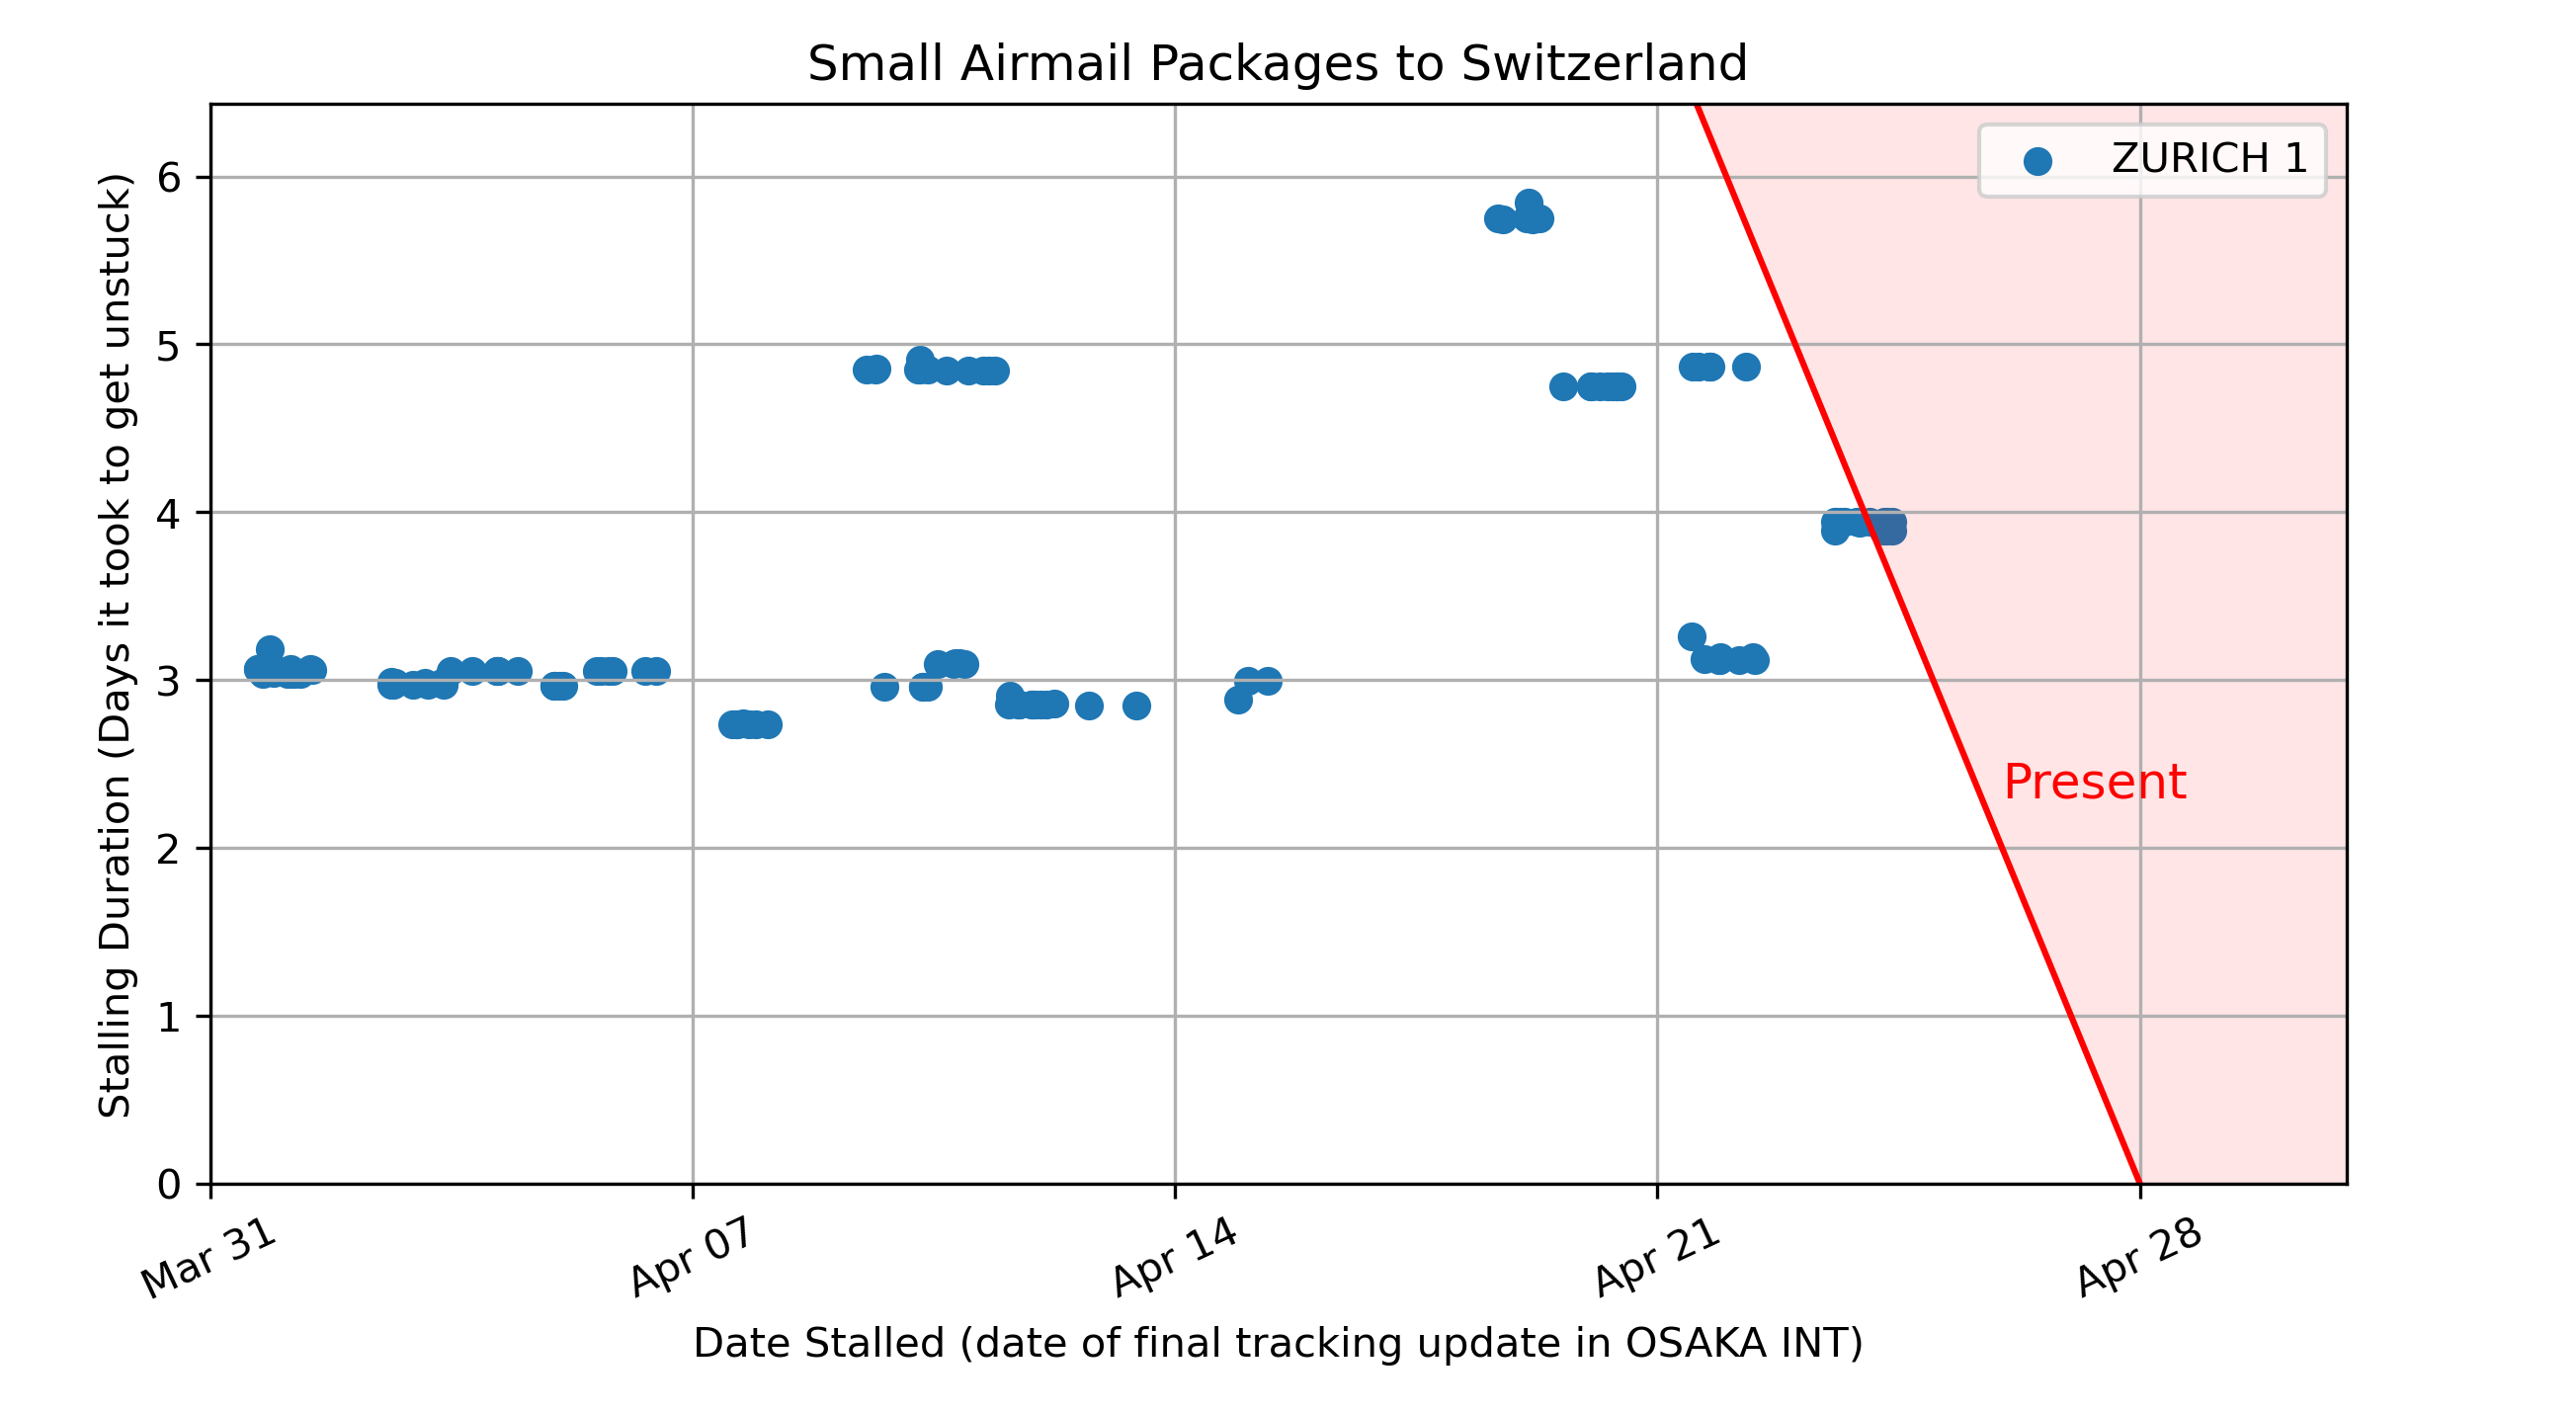 Small Airmail Packages to Switzerland
ZURICH 1
Stalling Duration (Days it took to get unstuck)
6
5
4
3
2
1
0
Present
Mar 31
Apr 07
Apr 14
Apr 21
Apr 28
Date Stalled (date of final tracking update in OSAKA INT)